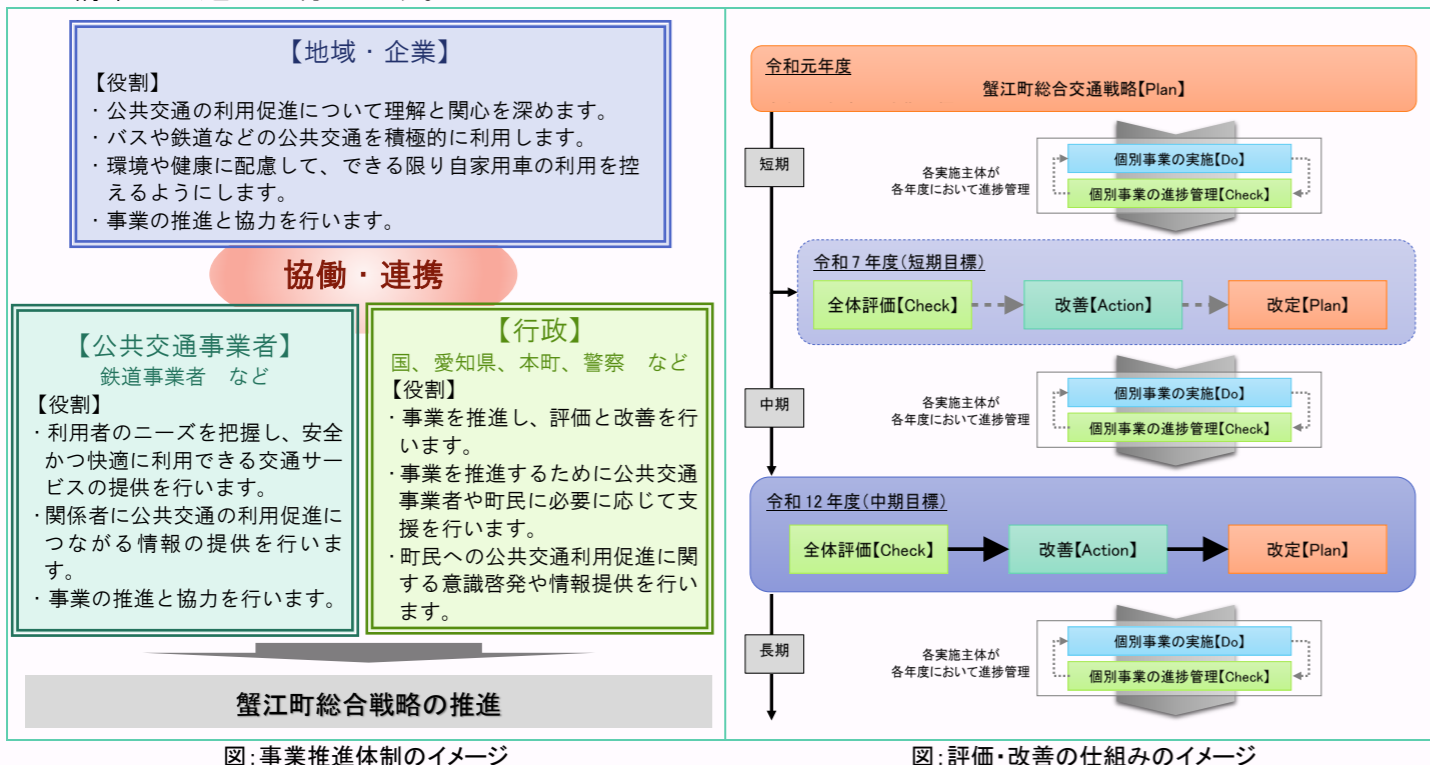 【地域・企業】
【役割】
・公共交通の利用促進について理解と関心を深めます。
・バスや鉄道などの公共交通を積極的に利用します。
・環境や健康に配慮して、できる限り自家用車の利用を控
えるようにします。
・事業の推進と協力を行います。
協働・連携
【公共交通事業者】
鉄道事業者　など
【役割】
・利用者のニーズを把握し、安全
かつ快適に利用できる交通サー
ビスの提供を行います。
・関係者に公共交通の利用促進に
つながる情報の提供を行いま
す。
・事業の推進と協力を行います。
【行政】
国、愛知県、本町、警察　など
【役割】
・事業を推進し、評価と改善を行
います。
・事業を推進するために公共交通
事業者や町民に必要に応じて支
援を行います。
・町民への公共交通利用促進に関
する意識啓発や情報提供を行い
ます。
蟹江町総合戦略の推進
図：事業推進体制のイメージ
令和元年度
蟹江町総合交通戦略【Plan】
短期
各実施主体が
各年度において進捗管理
個別事業の実施【Do】
個別事業の進捗管理【Check】
令和７年度（短期目標）
全体評価【Check】
改善【Action】
改定【Plan】
中期
各実施主体が
各年度において進捗管理
個別事業の実施【Do】
個別事業の進捗管理【Check】
令和 12 年度（中期目標）
全体評価【Check】
改善【Action】
改定【Plan】
長期
各実施主体が
各年度において進捗管理
個別事業の実施【Do】
個別事業の進捗管理【Check】
図：評価・改善の仕組みのイメージ